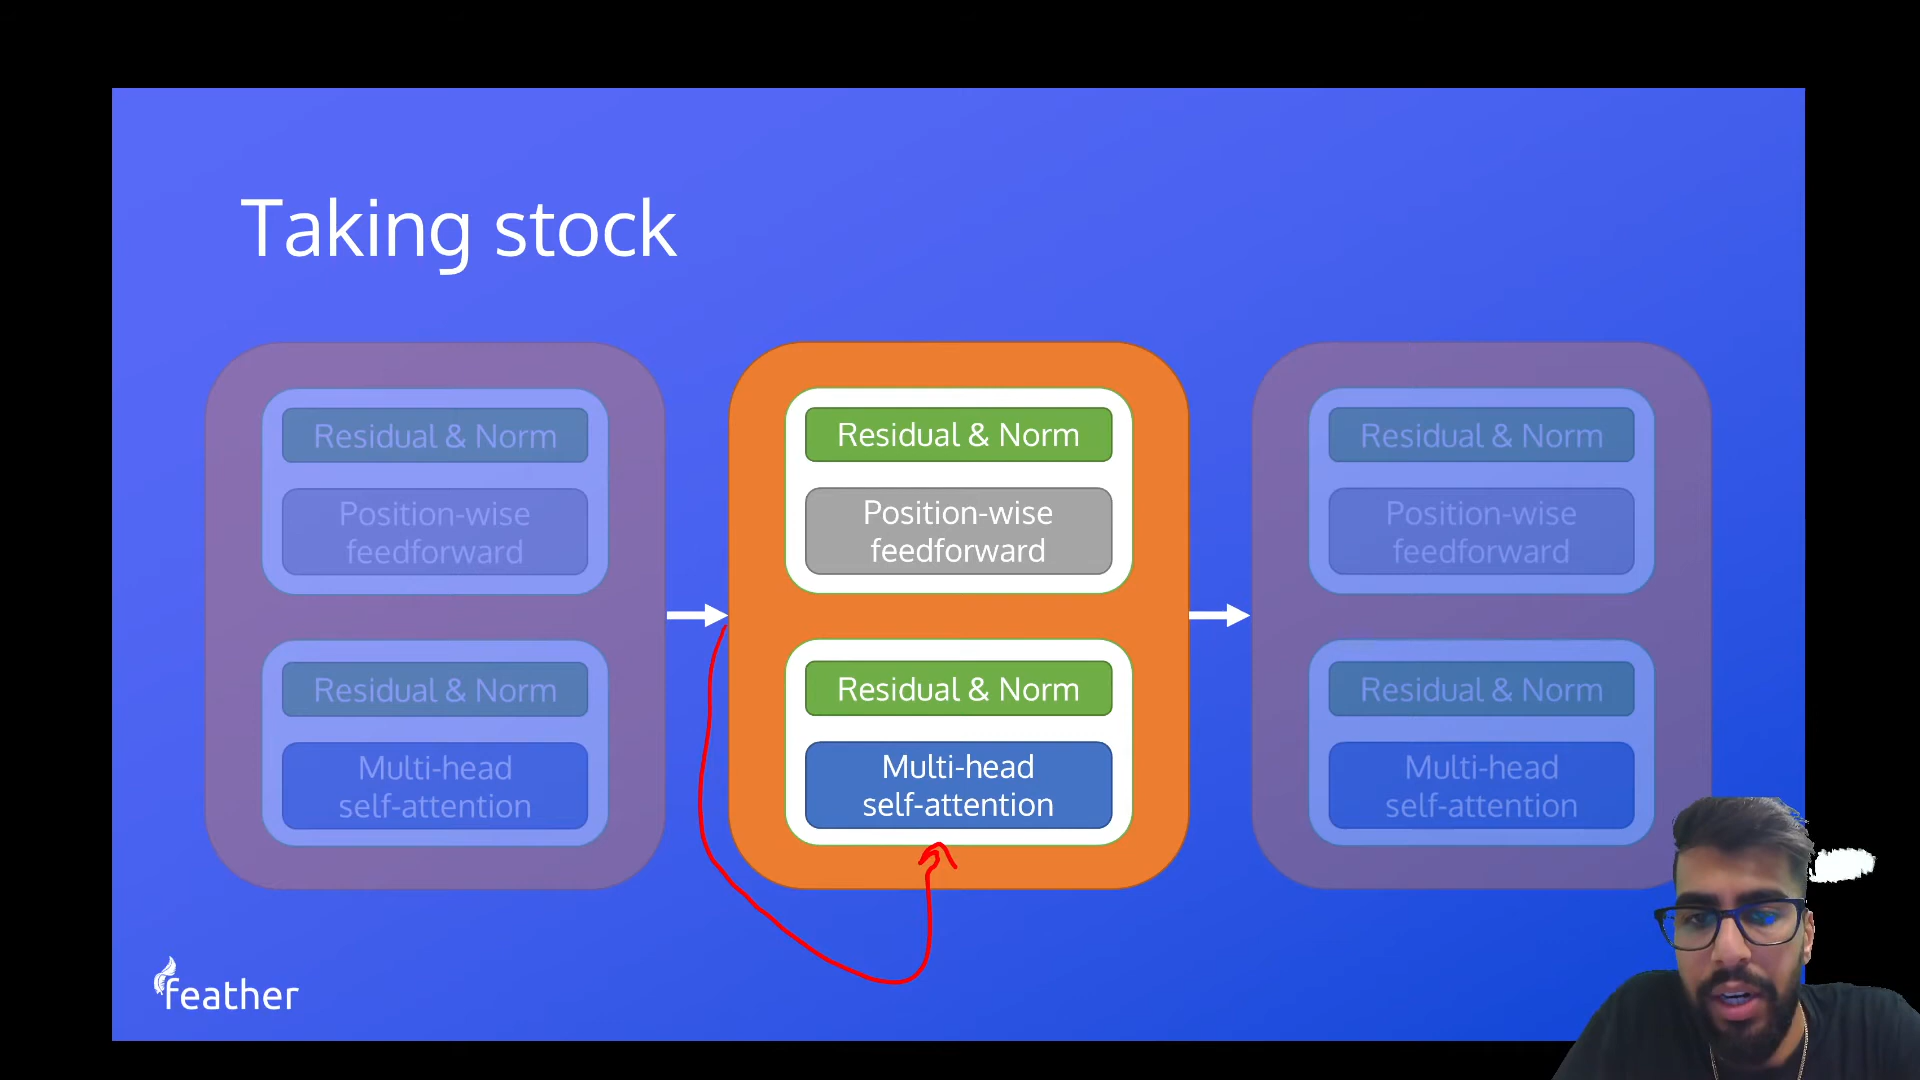 Taking stock
Residual & Norm
Position-wise
feedforward
Residual & Norm
Multi-head
self-attention
Residual & Norm
Position-wise
feedforward
Residual & Norm
Multi-head
self-attention
Residual & Norm
Position-wise
feedforward
Residual & Norm
Multi-head
self-attention
feather